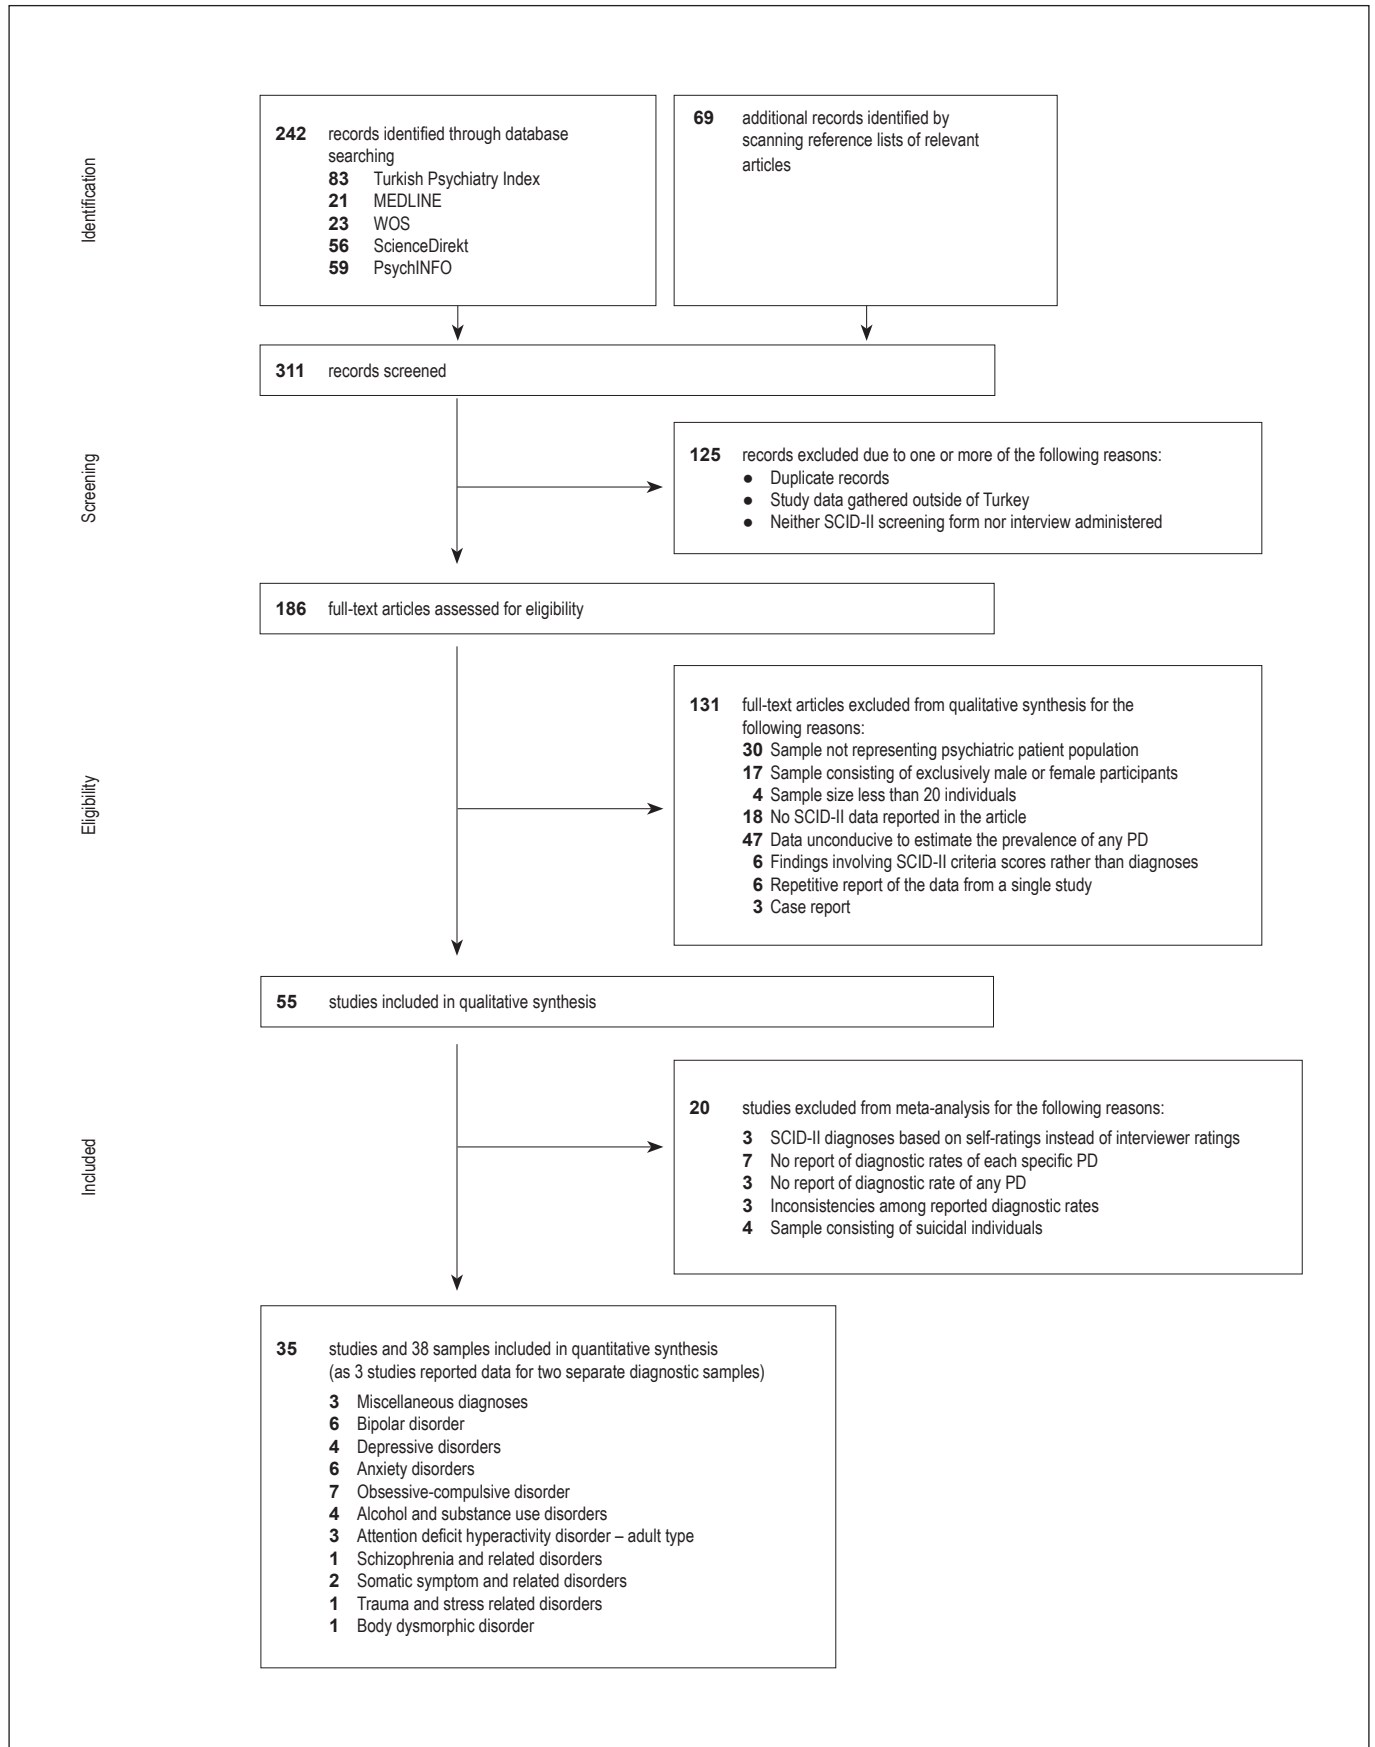 Identification
242 records identified through database
searching
83 Turkish Psychiatry Index
21 MEDLINE
23 WOS
56 ScienceDirekt
59 PsychINFO
69 additional records identified by
scanning reference lists of relevant
articles
311 records screened
Screening
125 records excluded due to one or more of the following reasons:
● Duplicate records
● Study data gathered outside of Turkey
● Neither SCID-II screening form nor interview administered
186 full-text articles assessed for eligibility
Eligibility
131 full-text articles excluded from qualitative synthesis for the
following reasons:
30 Sample not representing psychiatric patient population
17 Sample consisting of exclusively male or female participants
4 Sample size less than 20 individuals
18 No SCID-II data reported in the article
47 Data unconducive to estimate the prevalence of any PD
6 Findings involving SCID-II criteria scores rather than diagnoses
6 Repetitive report of the data from a single study
3 Case report
55 studies included in qualitative synthesis
Included
20 studies excluded from meta-analysis for the following reasons:
3 SCID-II diagnoses based on self-ratings instead of interviewer ratings
7 No report of diagnostic rates of each specific PD
3 No report of diagnostic rate of any PD
3 Inconsistencies among reported diagnostic rates
4 Sample consisting of suicidal individuals
35 studies and 38 samples included in quantitative synthesis
(as 3 studies reported data for two separate diagnostic samples)
3 Miscellaneous diagnoses
6 Bipolar disorder
4 Depressive disorders
6 Anxiety disorders
7 Obsessive-compulsive disorder
4 Alcohol and substance use disorders
3 Attention deficit hyperactivity disorder – adult type
1 Schizophrenia and related disorders
2 Somatic symptom and related disorders
1 Trauma and stress related disorders
1 Body dysmorphic disorder